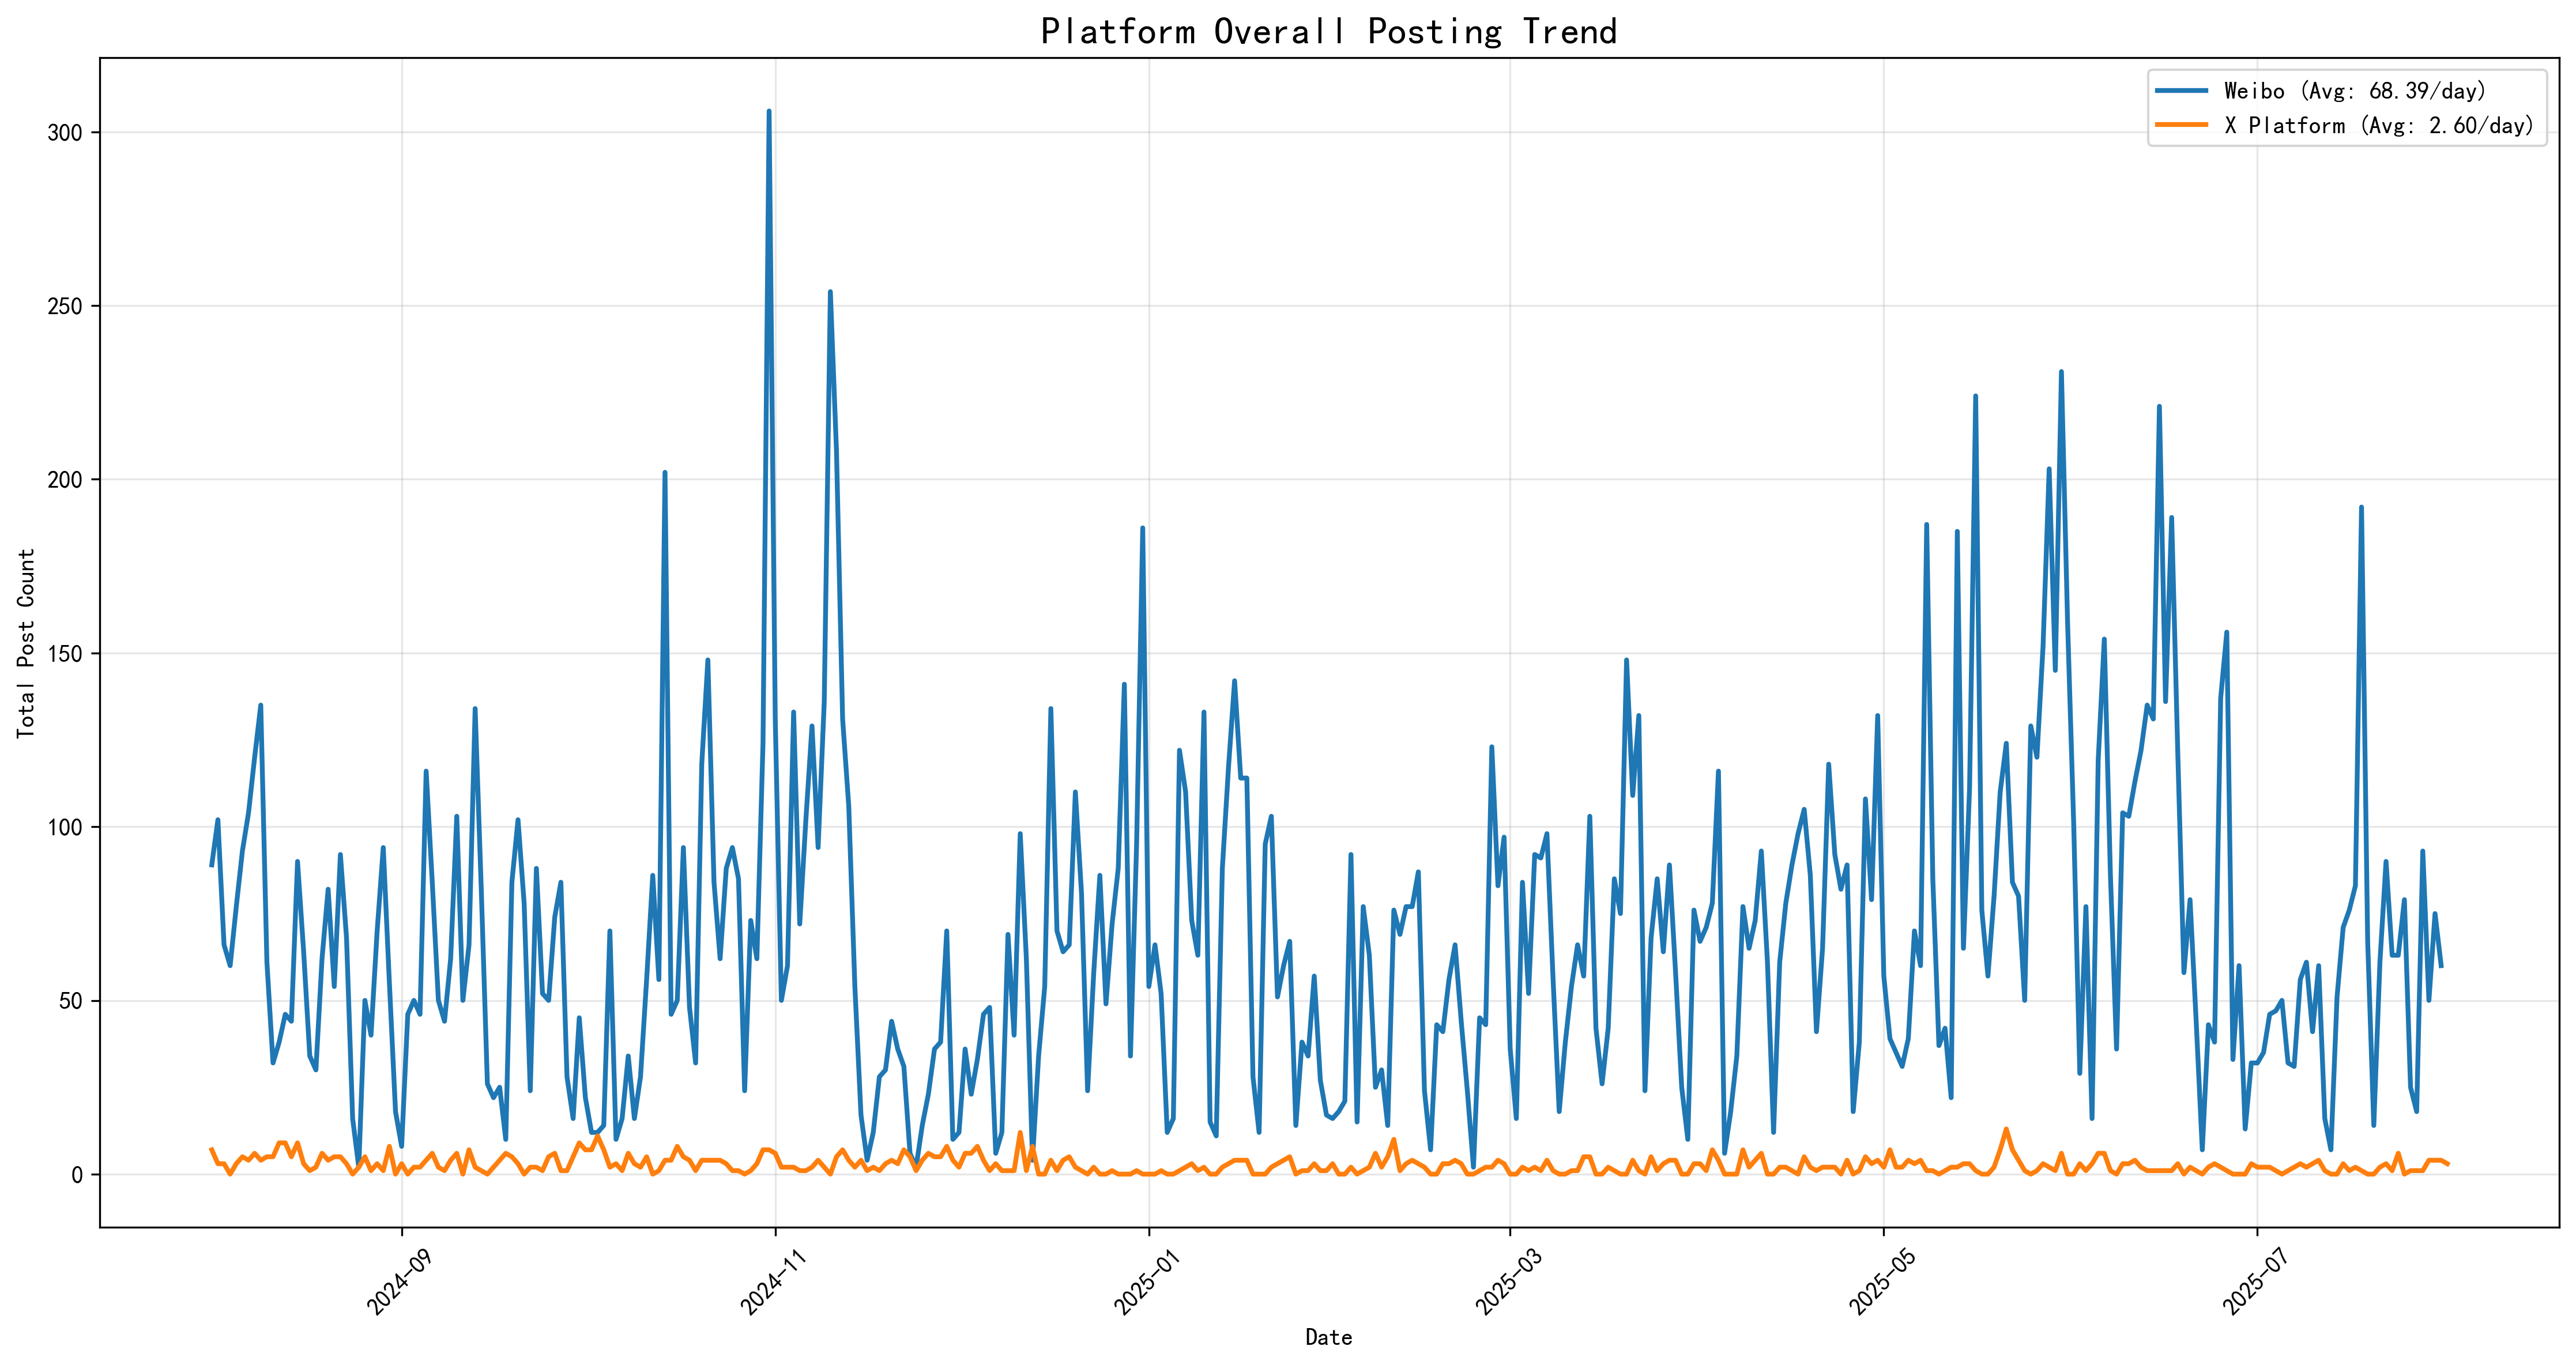 Platform Overall Posting Trend
Weibo (Avg: 68.39/day)
X Platform (Avg: 2.60/day)
Total Post Count
300
250
200
150
100
50
0
2024-09
2024-11
2025-01
2025-03
2025-05
2025-07
Date